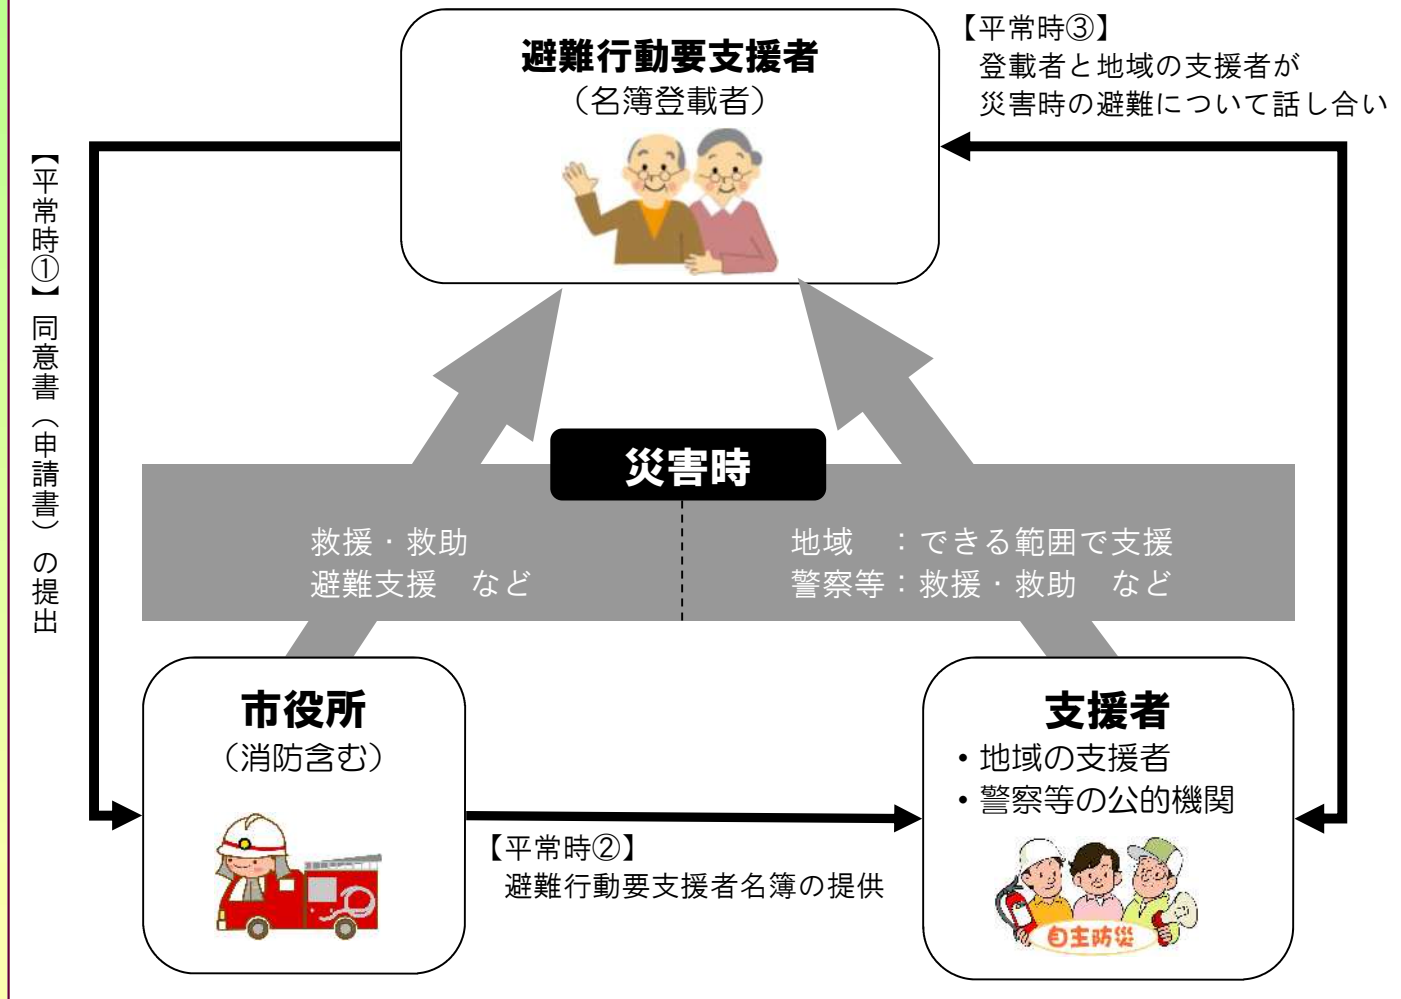 避難行動要支援者
（名簿登載者）
【平常時③】
登載者と地域の支援者が
災害時の避難について話し合い
【平常時①】同意書（申請書）の提出
災害時
救援・救助
避難支援　など
地域　：できる範囲で支援
警察等：救援・救助　など
市役所
（消防含む）
【平常時②】
避難行動要支援者名簿の提供
支援者
・地域の支援者
・警察等の公的機関
自主防災